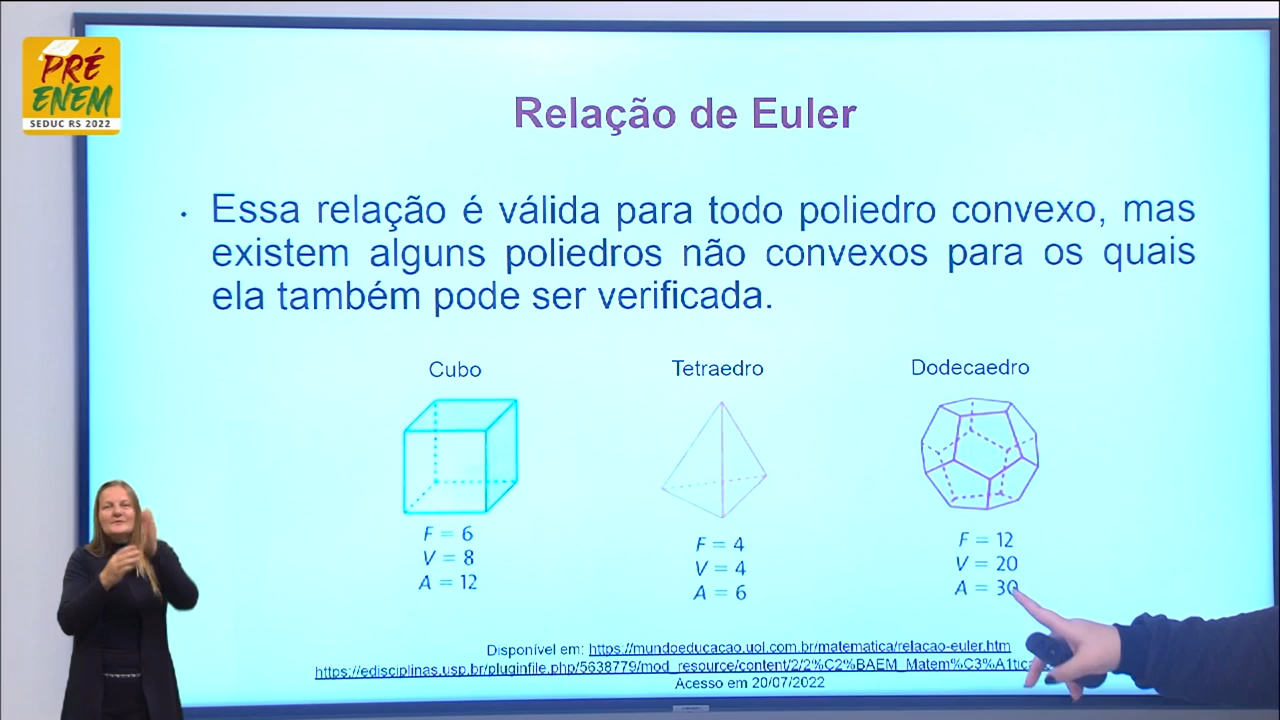 PRÉ
ENEM
SEDUC RS 2022
Relação de Euler
• Essa relação é válida para todo poliedro convexo, mas
existem alguns poliedros não convexos para os quais
ela também pode ser verificada.
Cubo
Tetraedro
Dodecaedro
F = 6
V = 8
A = 12
F = 4
V = 4
A = 6
F = 12
V = 20
A = 30
Disponível em: https://mundoeducacao.uol.com.br/matematica/relacao-euler.htm
https://edisciplinas.usp.br/pluginfile.php/5638779/mod_resource/content/2/2%C2%BAEM_Matem%C3%A1tica
Acesso em 20/07/2022